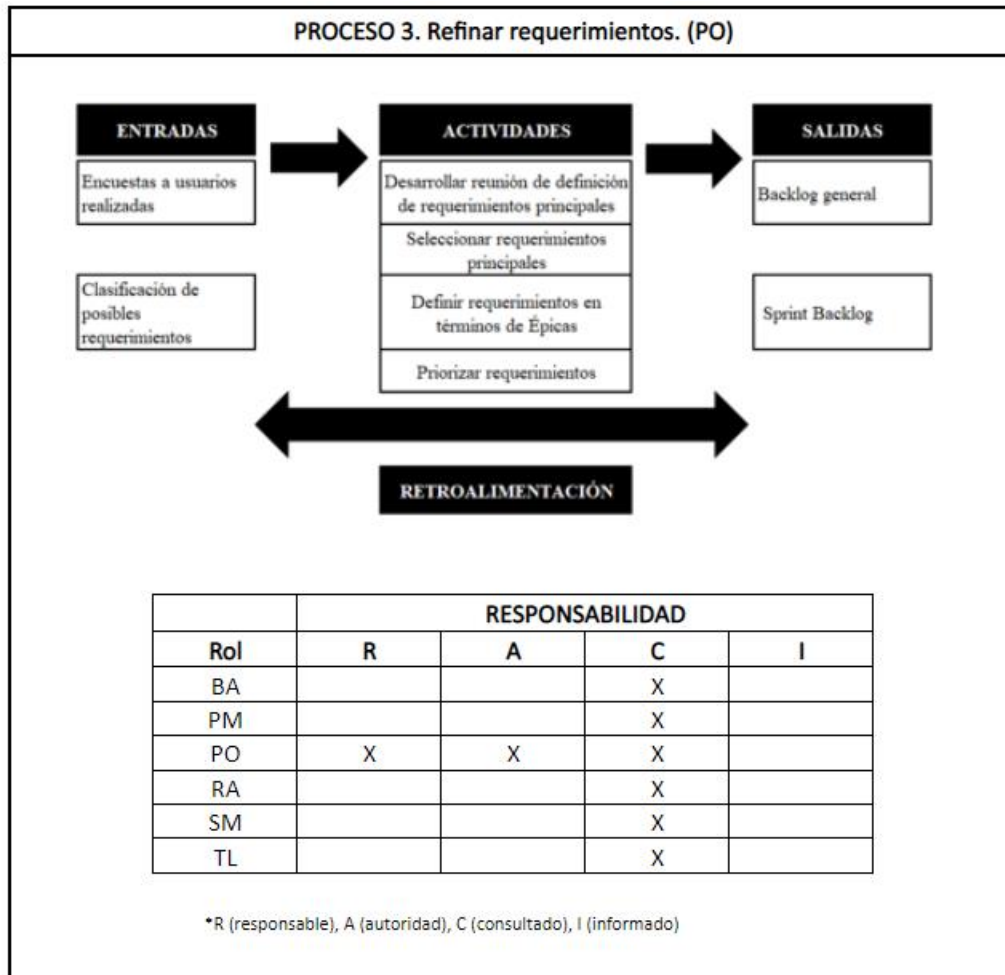 PROCESO 3. Refinar requerimientos. (PO)
ENTRADAS
ACTIVIDADES
SALIDAS
Encuestas a usuarios
realizadas
Desarrollar reunión de definición
de requerimientos principales
Backlog general
Seleccionar requerimientos
principales
Clasificación de
posibles
requerimientos
Definir requerimientos en
términos de Épicas
Sprint Backlog
Priorizar requerimientos
RETROALIMENTACIÓN
RESPONSABILIDAD
Rol R A C I
BA X
PM X
PO X X X
RA X
SM X
TL X
*R (responsable), A (autoridad), C (consultado), I (informado)